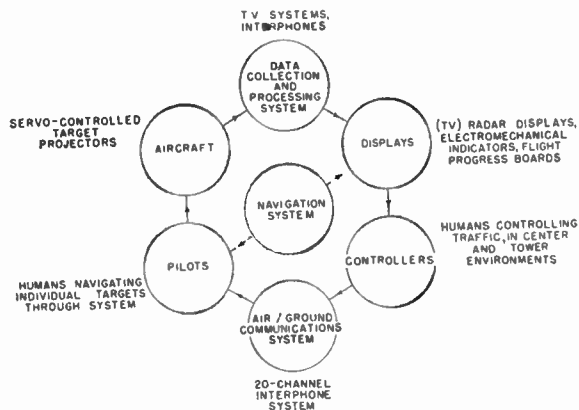 TV SYSTEMS,
INTERPHONES
DATA
COLLECTION
AND
PROCESSING
SYSTEM
SERVO-CONTROLLED
TARGET
PROJECTORS
AIRCRAFT
DISPLAYS
(TV) RADAR DISPLAYS,
ELECTROMECHANICAL
INDICATORS, FLIGHT
PROGRESS BOARDS
NAVIGATION
SYSTEM
PILOTS
HUMANS NAVIGATING
INDIVIDUAL TARGETS
THROUGH SYSTEM
CONTROLLERS
HUMANS CONTROLLING
TRAFFIC, IN CENTER
AND TOWER
ENVIRONMENTS
AIR / GROUND
COMMUNICATIONS
SYSTEM
20-CHANNEL
INTERPHONE
SYSTEM